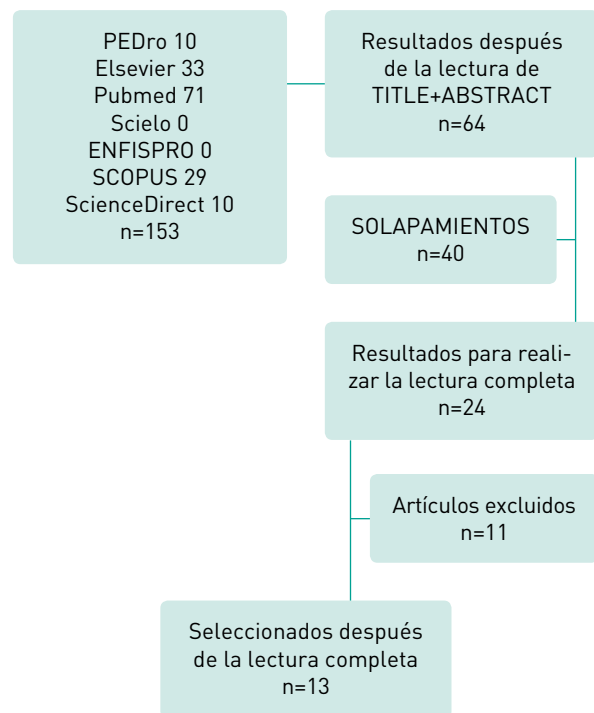 PEDro 10
Elsevier 33
Pubmed 71
Scielo 0
ENFISPRO 0
SCOPUS 29
ScienceDirect 10
n=153
Resultados después
de la lectura de
TITLE+ABSTRACT
n=64
SOLAPAMIENTOS
n=40
Resultados para reali-
zar la lectura completa
n=24
Artículos excluidos
n=11
Seleccionados después
de la lectura completa
n=13